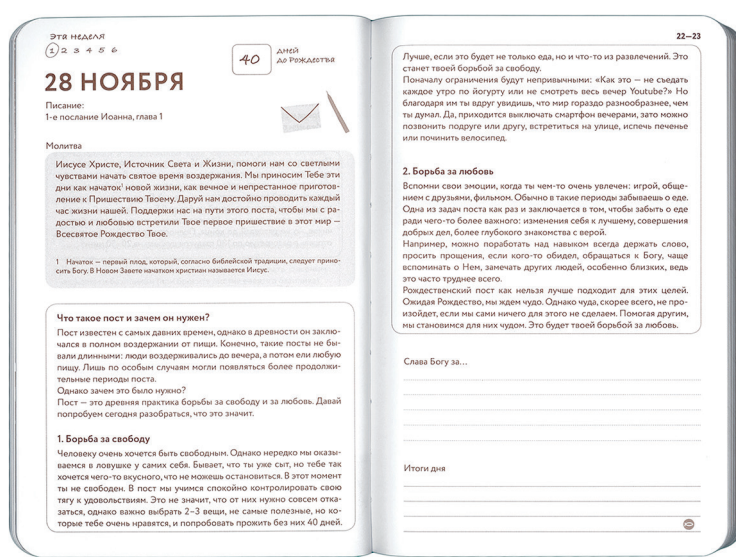 Эта неделя
1 2 3 4 5 6
40
дней
до Рождества
28 НОЯБРЯ
Писание:
1-е послание Иоанна, глава 1
Молитва
Иисусе Христе, Источник Света и Жизни, помоги нам со светлыми
чувствами начать святое время воздержания. Мы приносим Тебе эти
дни как начаток¹ новой жизни, как вечное и непрестанное приготов-
ление к Пришествию Твоему. Даруй нам достойно проводить каждый
час жизни нашей. Поддержи нас на пути этого поста, чтобы мы с ра-
достью и любовью встретили Твое первое пришествие в этот мир —
Всесвятое Рождество Твое.
1 Начаток — первый плод, который, согласно библейской традиции, следует прино-
сить Богу. В Новом Завете начатком христиан называется Иисус.
Что такое пост и зачем он нужен?
Пост известен с самых давних времен, однако в древности он заклю-
чался в полном воздержании от пищи. Конечно, такие посты не бы-
вали длинными: люди воздерживались до вечера, а потом ели любую
пищу. Лишь по особым случаям могли появляться более продолжи-
тельные периоды поста.
Однако зачем это было нужно?
Пост — это древняя практика борьбы за свободу и за любовь. Давай
попробуем сегодня разобраться, что это значит.
1. Борьба за свободу
Человеку очень хочется быть свободным. Однако нередко мы оказы-
ваемся в ловушке у самих себя. Бывает, что ты уже сыт, но тебе так
хочется чего-то вкусного, что не можешь остановиться. В этот момент
ты не свободен. В пост мы учимся спокойно контролировать свою
тягу к удовольствиям. Это не значит, что от них нужно совсем отка-
заться, однако важно выбрать 2–3 вещи, не самые полезные, но ко-
торые тебе очень нравятся, и попробовать прожить без них 40 дней.
22—23
Лучше, если это будет не только еда, но и что-то из развлечений. Это
станет твоей борьбой за свободу.
Поначалу ограничения будут непривычными: «Как это — не съедать
каждое утро по йогурту или не смотреть весь вечер Youtube?» Но
благодаря им ты вдруг увидишь, что мир гораздо разнообразнее, чем
ты думал. Да, приходится выключать смартфон вечерами, зато можно
позвонить подруге или другу, встретиться на улице, испечь печенье
или починить велосипед.
2. Борьба за любовь
Вспомни свои эмоции, когда ты чем-то очень увлечен: игрой, обще-
нием с друзьями, фильмом. Обычно в такие периоды забываешь о еде.
Одна из задач поста как раз и заключается в том, чтобы забыть о еде
ради чего-то более важного: изменения себя к лучшему, совершения
добрых дел, более глубокого знакомства с верой.
Например, можно поработать над навыком всегда держать слово,
просить прощения, если кого-то обидел, обращаться к Богу, чаще
вспоминать о Нем, замечать других людей, особенно близких, ведь
это часто труднее всего.
Рождественский пост как нельзя лучше подходит для этих целей.
Ожидая Рождество, мы ждем чудо. Однако чуда, скорее всего, не про-
изойдет, если мы сами ничего для этого не сделаем. Помогая другим,
мы становимся для них чудом. Это будет твоей борьбой за любовь.
Слава Богу за...
Итоги дня